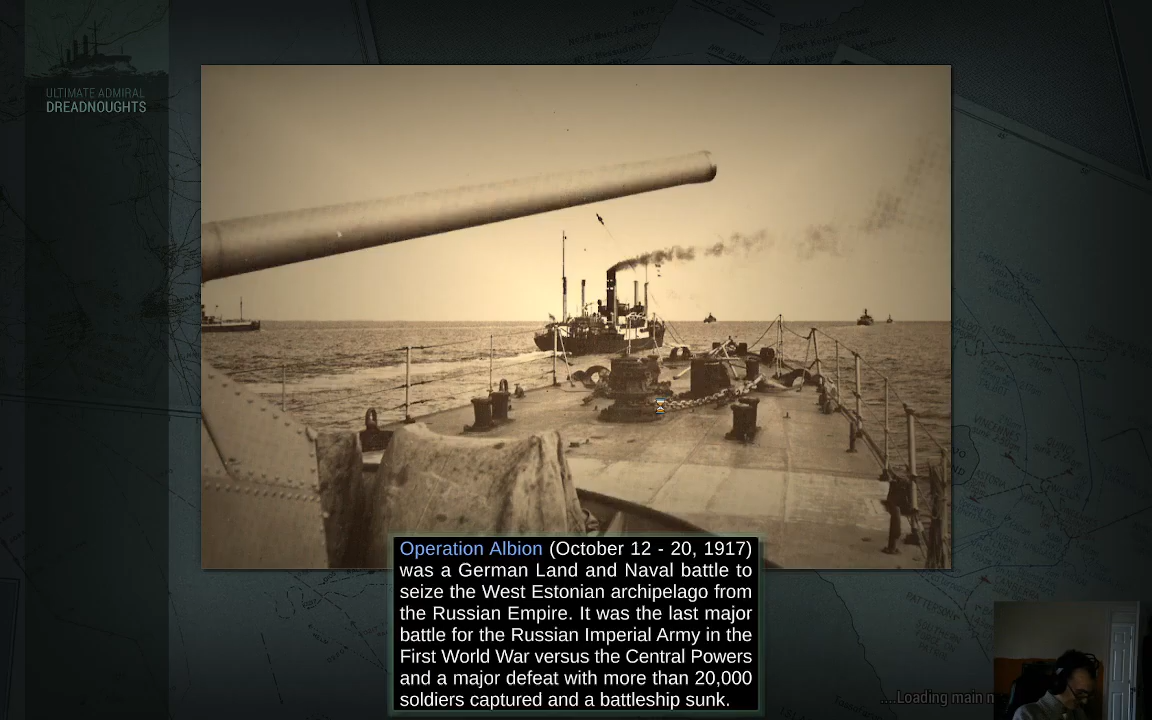 ULTIMATE ADMIRAL
DREADNOUGHTS
Operation Albion (October 12 - 20, 1917)
was a German Land and Naval battle to
seize the West Estonian archipelago from
the Russian Empire. It was the last major
battle for the Russian Imperial Army in the
First World War versus the Central Powers
and a major defeat with more than 20,000
soldiers captured and a battleship sunk.
....Loading main